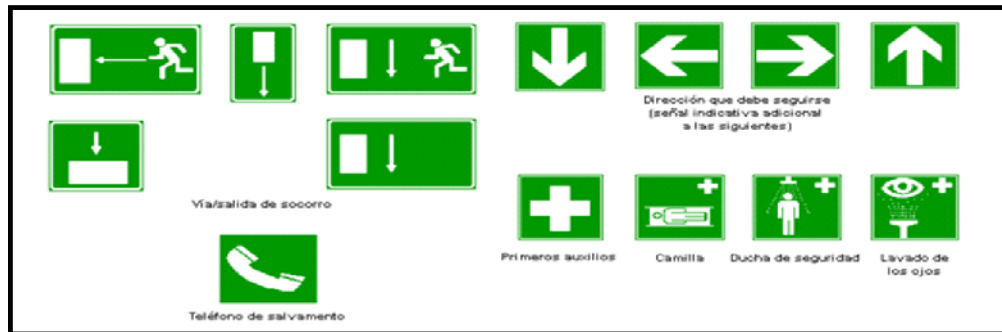 Dirección que debe seguirse
(señal indicativa adicional
a las siguientes)
Vía/salida de socorro
Primeros auxilios
Camilla
Ducha de seguridad
Lavado de
los ojos
Teléfono de salvamento